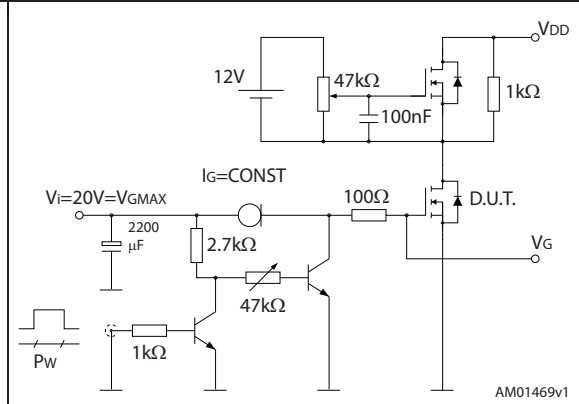 VDD
12V
47kΩ
1kΩ
100nF
IG=CONST
Vi=20V=VGMAX
100Ω
D.U.T.
2200
μF
2.7kΩ
VG
47kΩ
1kΩ
PW
AM01469v1